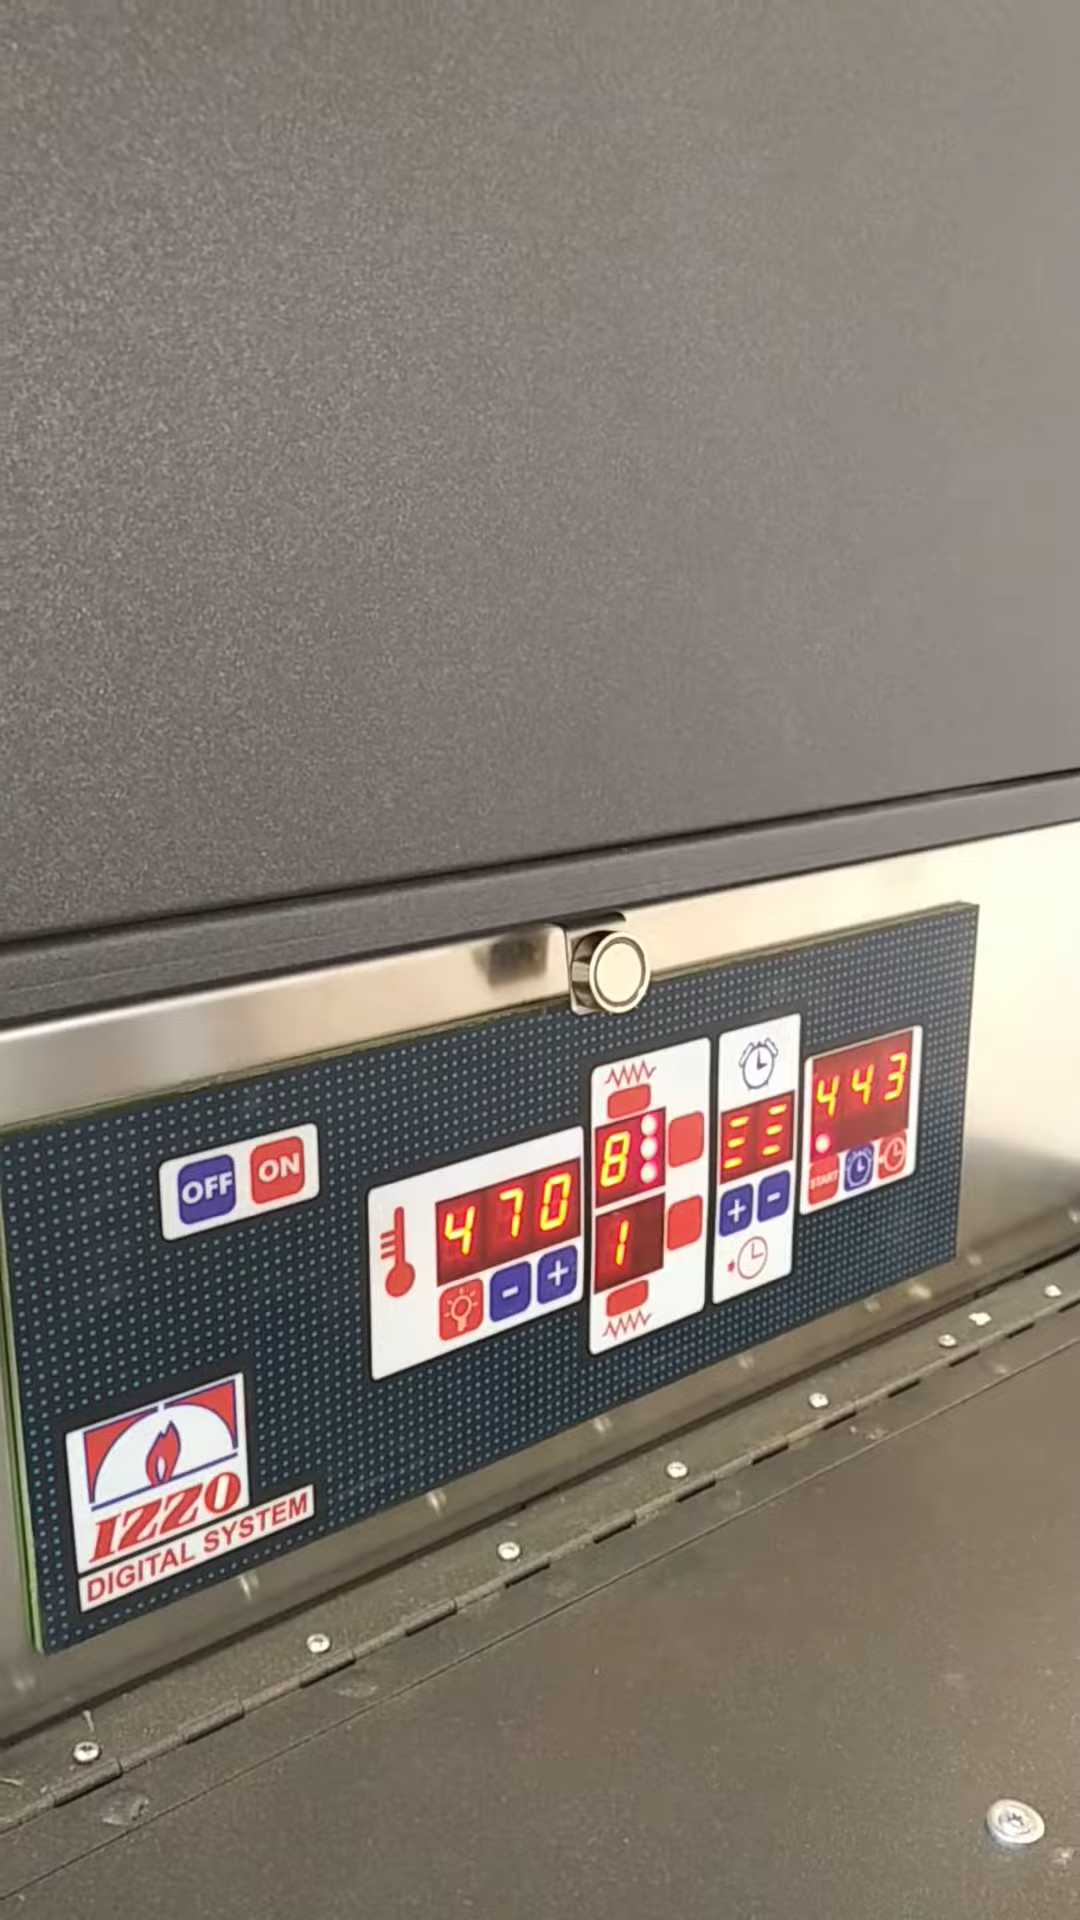 OFF ON
470
- +
8
1
+ -
443
START
IZZO
DIGITAL SYSTEM